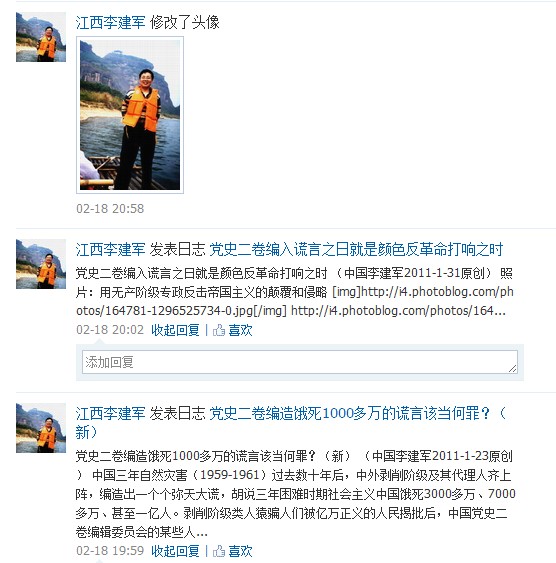 江西李建军 修改了头像
02-18 20:58
江西李建军 发表日志 党史二卷编入谎言之日就是颜色反革命打响之时
党史二卷编入谎言之日就是颜色反革命打响之时 （中国李建军2011-1-31原创） 照
片：用无产阶级专政反击帝国主义的颠覆和侵略 [img]http://i4.photoblog.com/ph
otos/164781-1296525734-0.jpg[/img] http://i4.photoblog.com/photos/164...
02-18 20:02 收起回复 | 喜欢
添加回复
江西李建军 发表日志 党史二卷编造饿死1000多万的谎言该当何罪？（
新）
党史二卷编造饿死1000多万的谎言该当何罪？（新） （中国李建军2011-1-23原创
） 中国三年自然灾害（1959-1961）过去数十年后，中外剥削阶级及其代理人齐上
阵，编造出一个个弥天大谎，胡说三年困难时期社会主义中国饿死3000多万、7000
多万、甚至一亿人。剥削阶级类人猿骗人们被亿万正义的人民揭批后，中国党史二
卷编辑委员会的某些人...
02-18 19:59 收起回复 | 喜欢